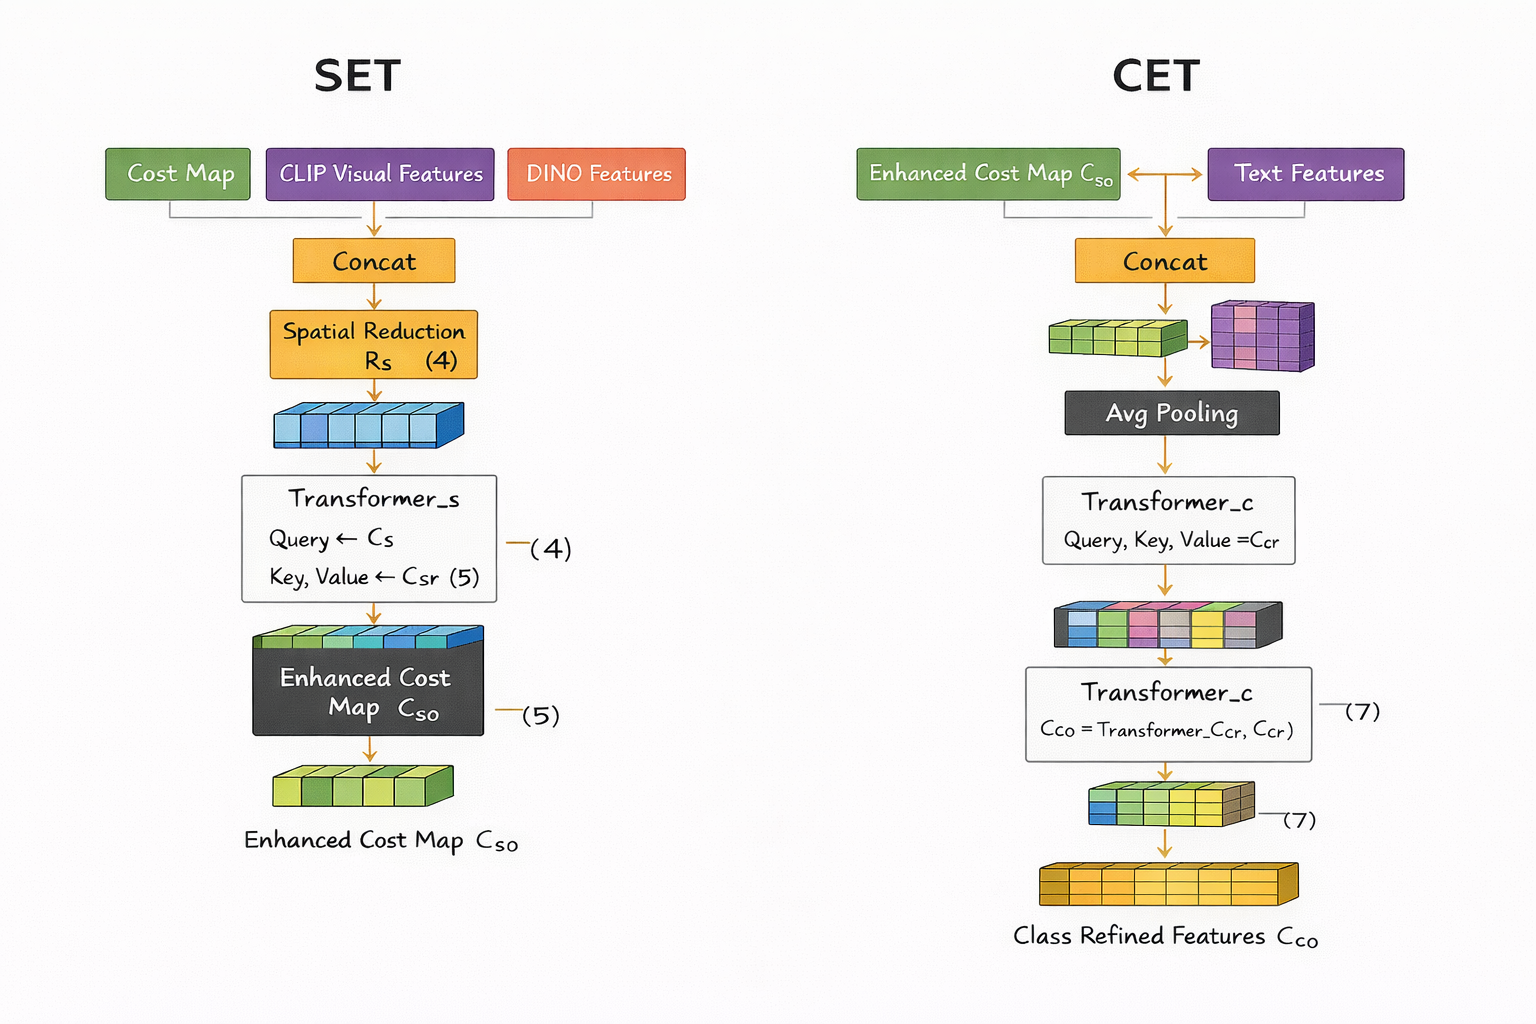 SET
Cost Map
CLIP Visual Features
DINO Features
Concat
Spatial Reduction
Rs (4)
Transformer_s
Query ← Cs
Key, Value ← Csr (5)
(4)
Enhanced Cost
Map Cso
(5)
Enhanced Cost Map Cso
CET
Enhanced Cost Map Cso
Text Features
Concat
Avg Pooling
Transformer_c
Query, Key, Value =Ccr
Transformer_c
Cco = Transformer_Ccr, Ccr)
(7)
(7)
Class Refined Features Cco